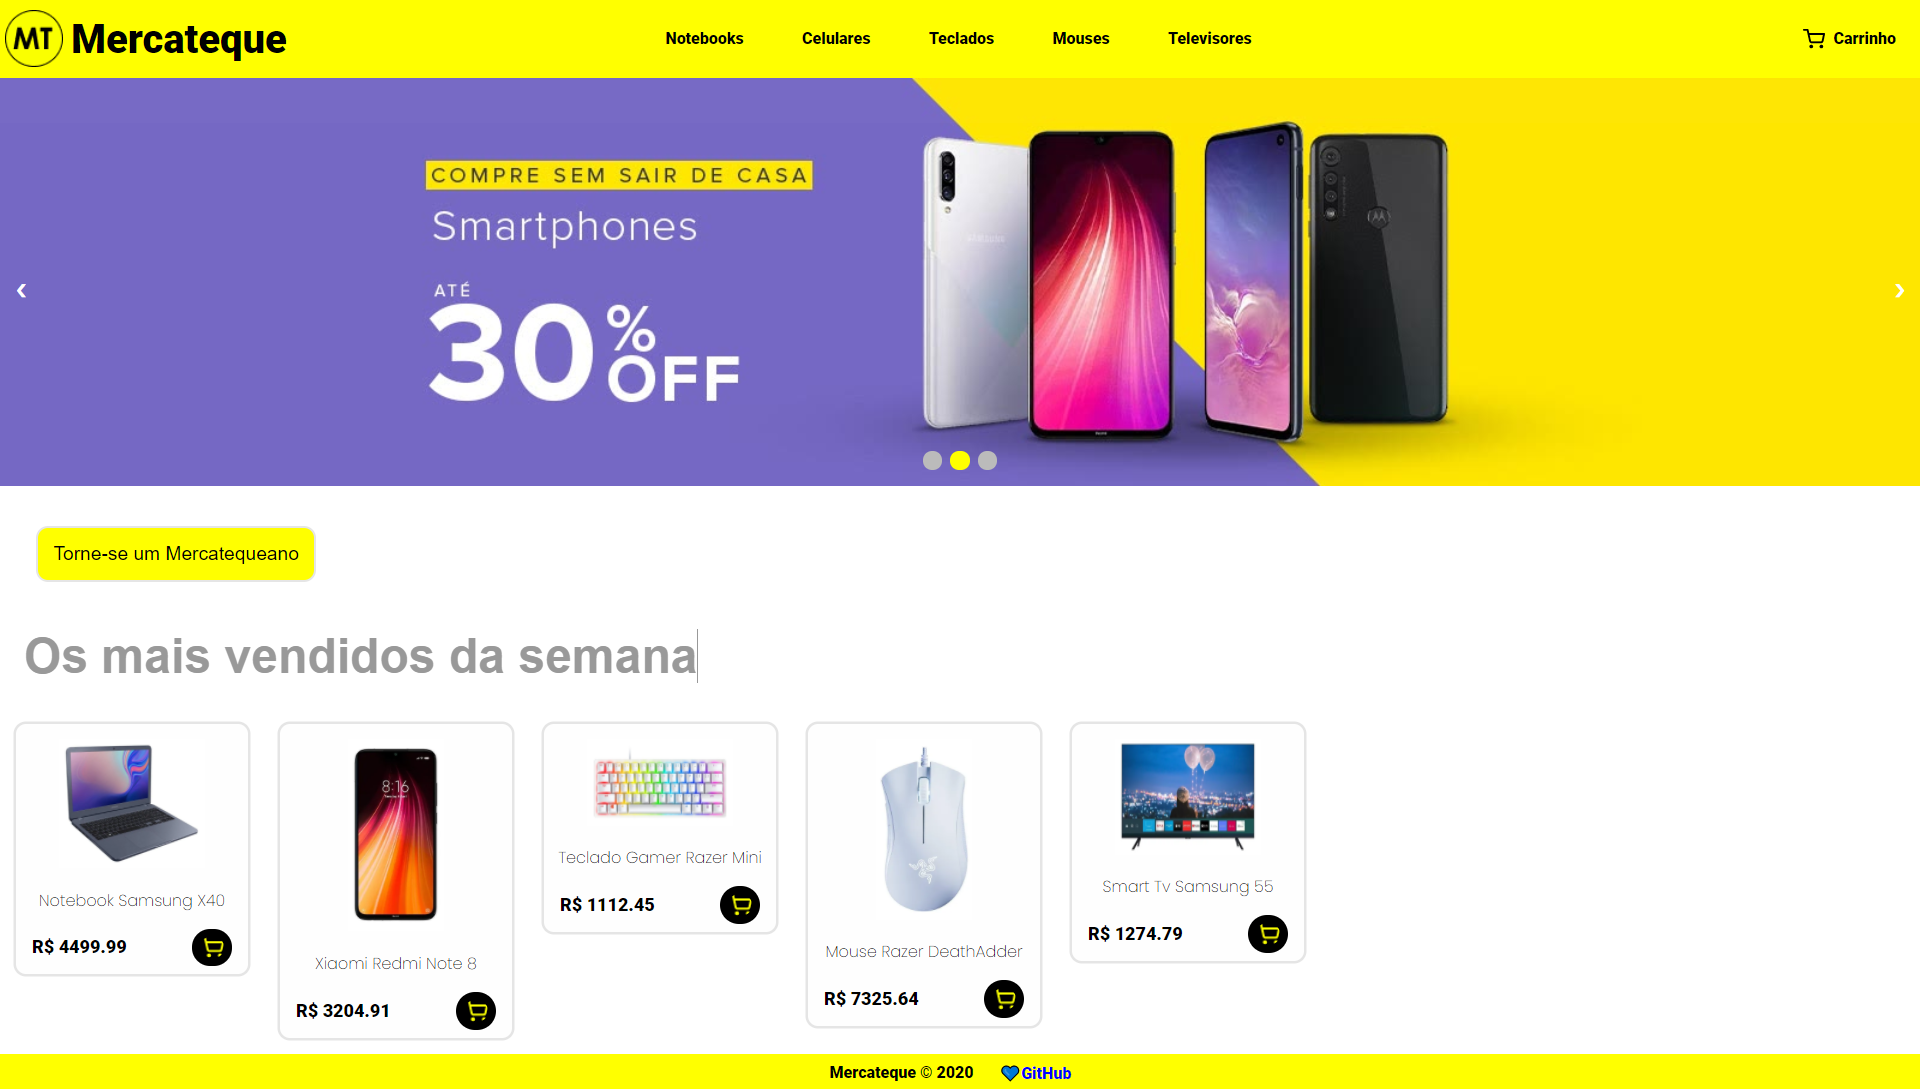 MT Mercateque
Notebooks Celulares Teclados Mouses Televisores
Carrinho
COMPRE SEM SAIR DE CASA
Smartphones
ATÉ
30% OFF
SAMSUNG
‹
›
Torne-se um Mercatequeano
Os mais vendidos da semana
8:16
Notebook Samsung X40
R$ 4499.99
Xiaomi Redmi Note 8
R$ 3204.91
Teclado Gamer Razer Mini
R$ 1112.45
Mouse Razer DeathAdder
R$ 7325.64
Smart Tv Samsung 55
R$ 1274.79
Mercateque © 2020 GitHub